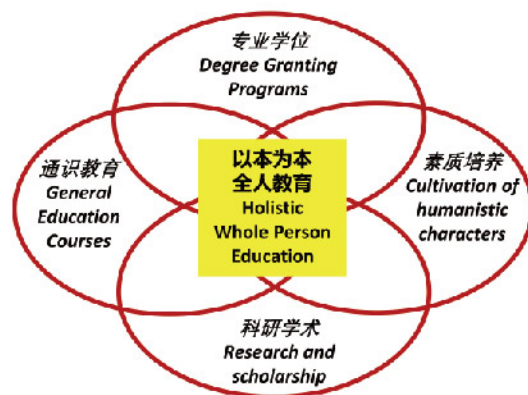 专业学位
Degree Granting
Programs
通识教育
General
Education
Courses
以本为本
全人教育
Holistic
Whole Person
Education
素质培养
Cultivation of
humanistic
characters
科研学术
Research and
scholarship